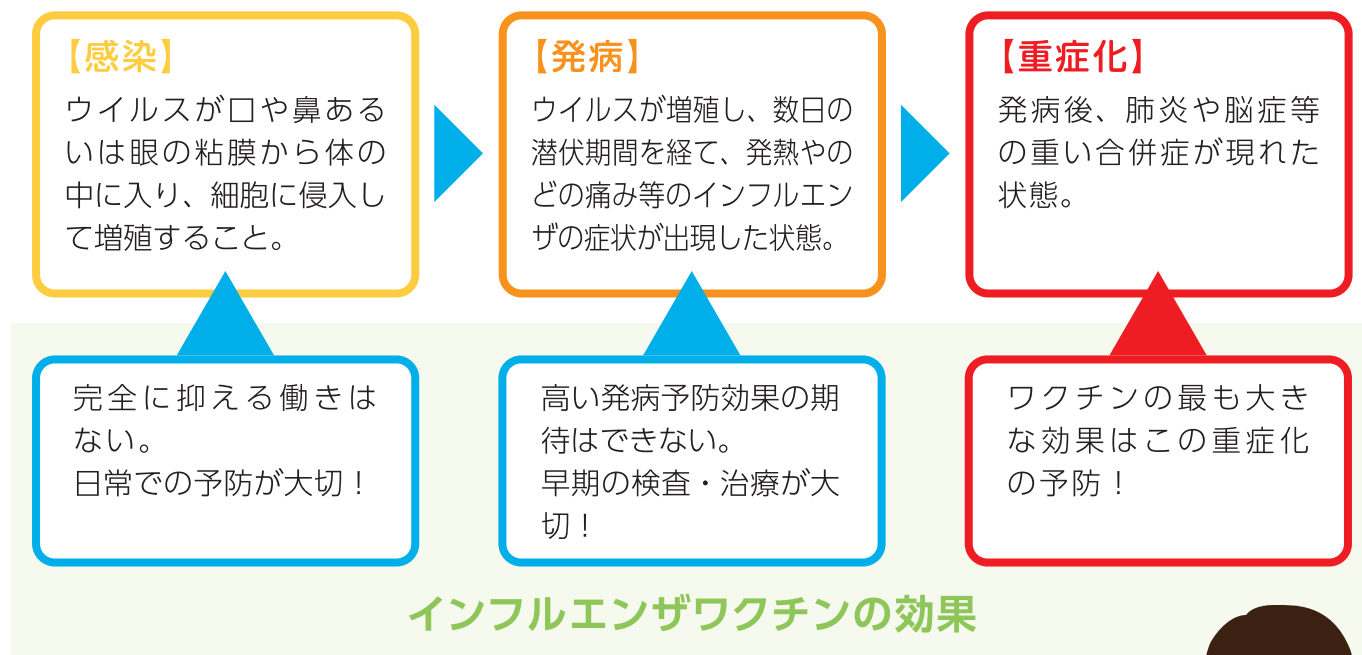 【感染】
ウイルスが口や鼻ある
いは眼の粘膜から体の
中に入り、細胞に侵入し
て増殖すること。
【発病】
ウイルスが増殖し、数日の
潜伏期間を経て、発熱やの
どの痛み等のインフルエン
ザの症状が出現した状態。
【重症化】
発病後、肺炎や脳症等
の重い合併症が現れた
状態。
完全に抑える働きは
ない。
日常での予防が大切！
高い発病予防効果の期
待はできない。
早期の検査・治療が大
切！
ワクチンの最も大き
な効果はこの重症化
の予防！
インフルエンザワクチンの効果